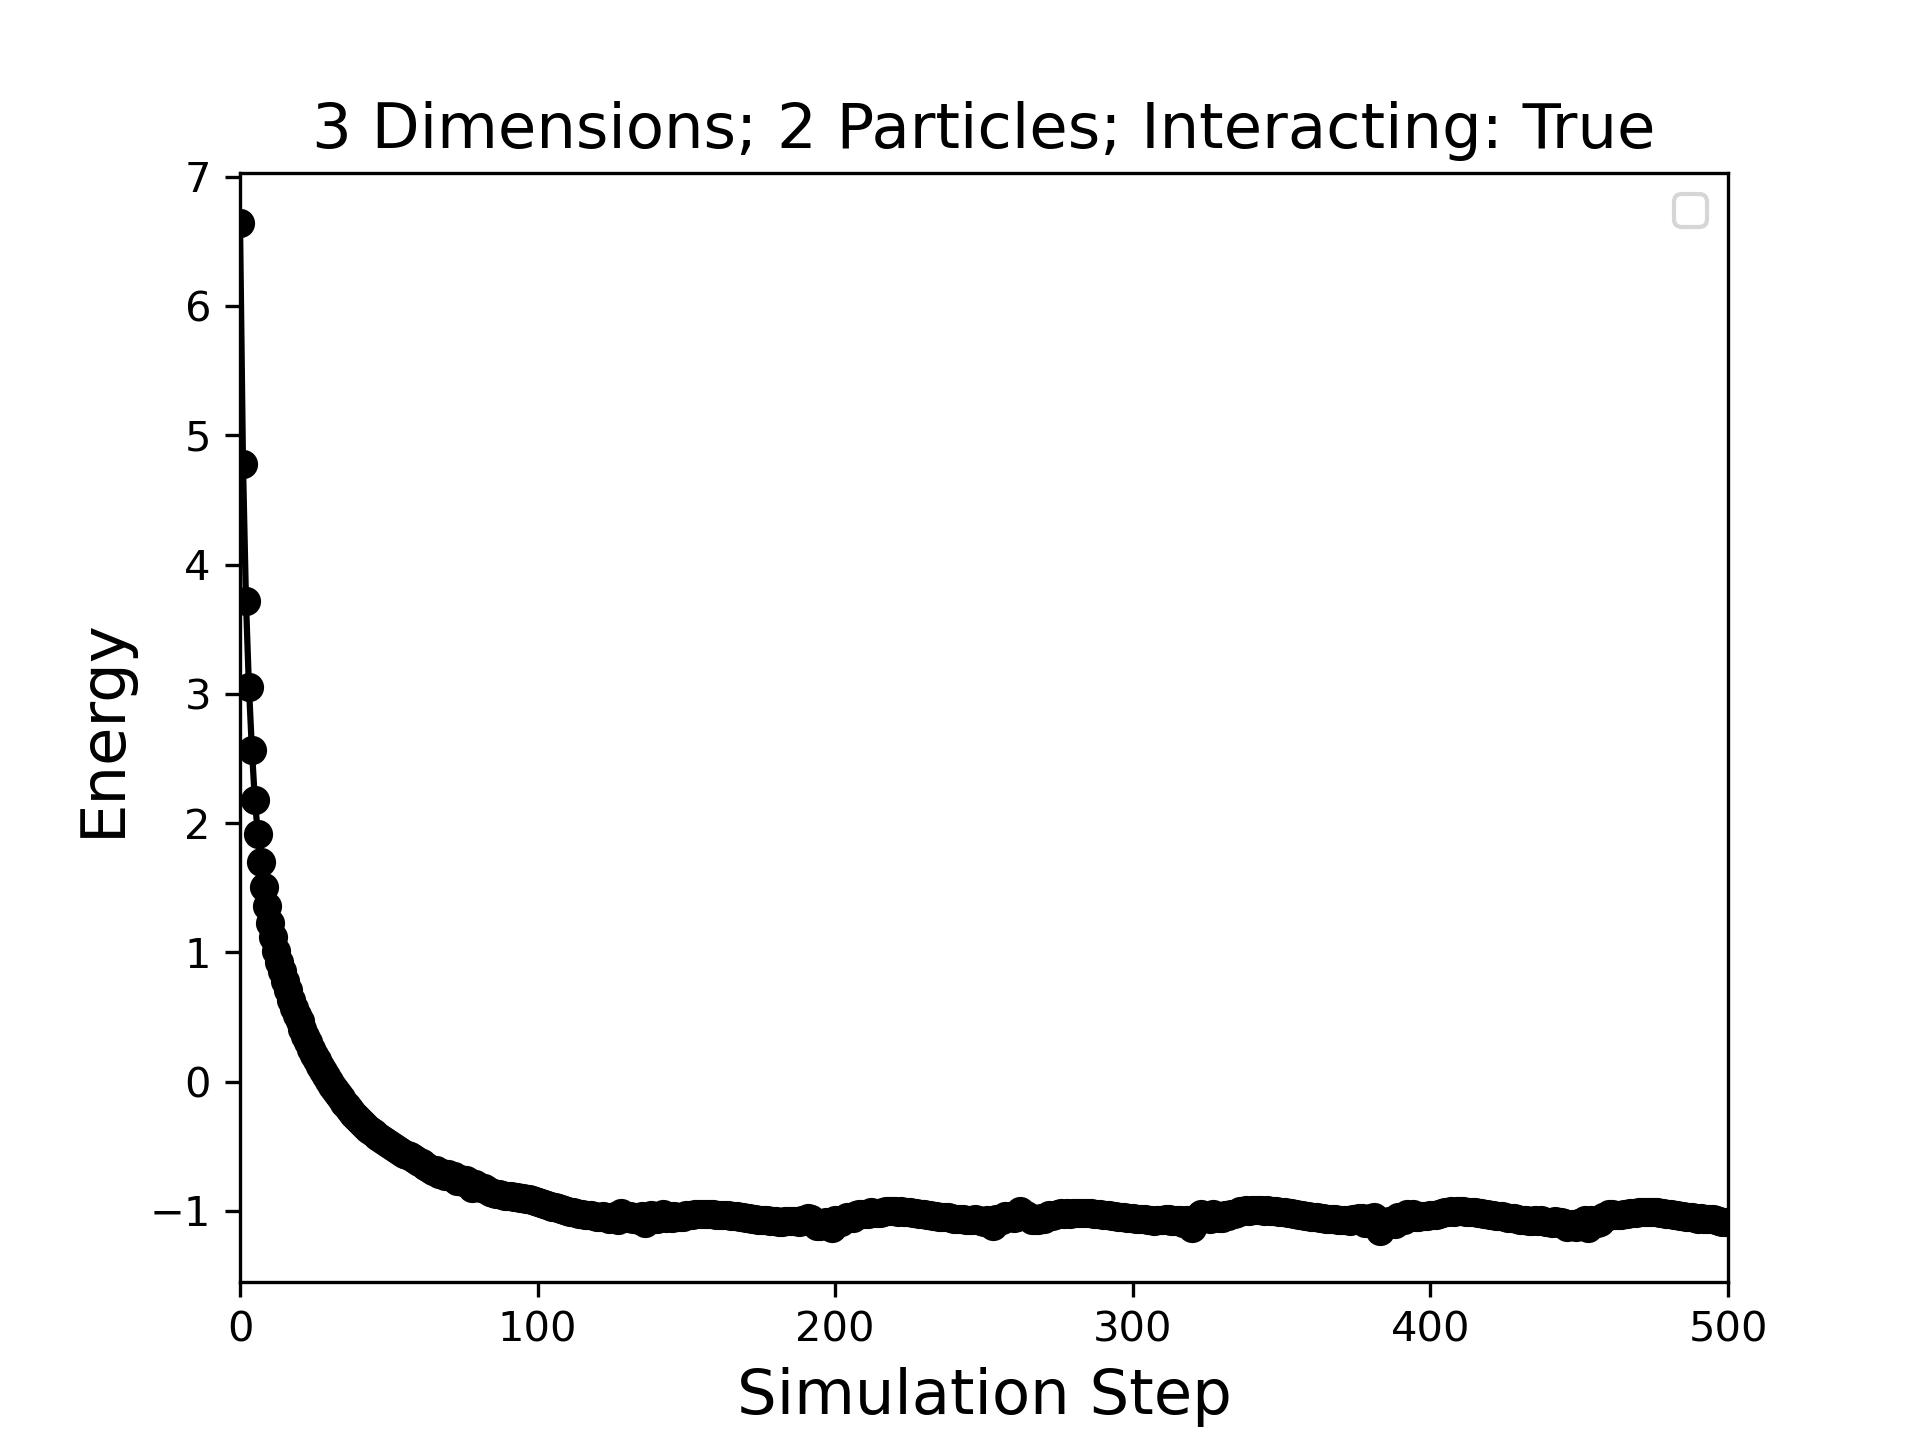 3 Dimensions; 2 Particles; Interacting: True
7
6
5
4
3
2
1
0
−1
Energy
0 100 200 300 400 500
Simulation Step